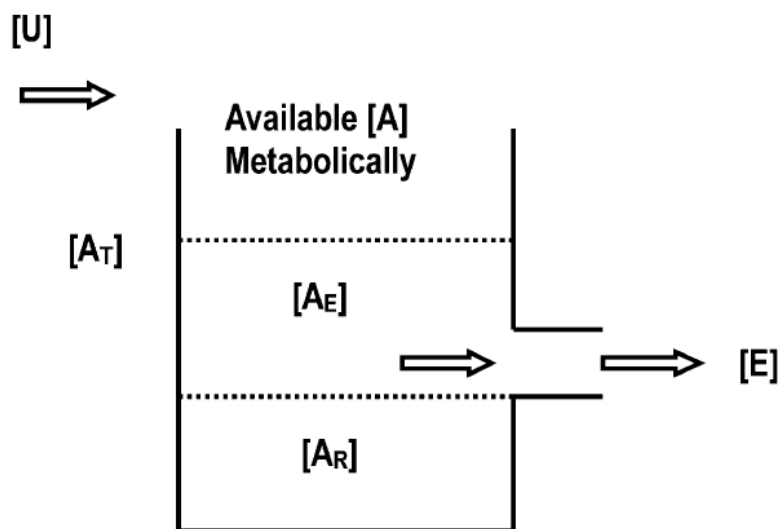 [U]
Available [A]
Metabolically
[AT]
[AE]
[E]
[AR]